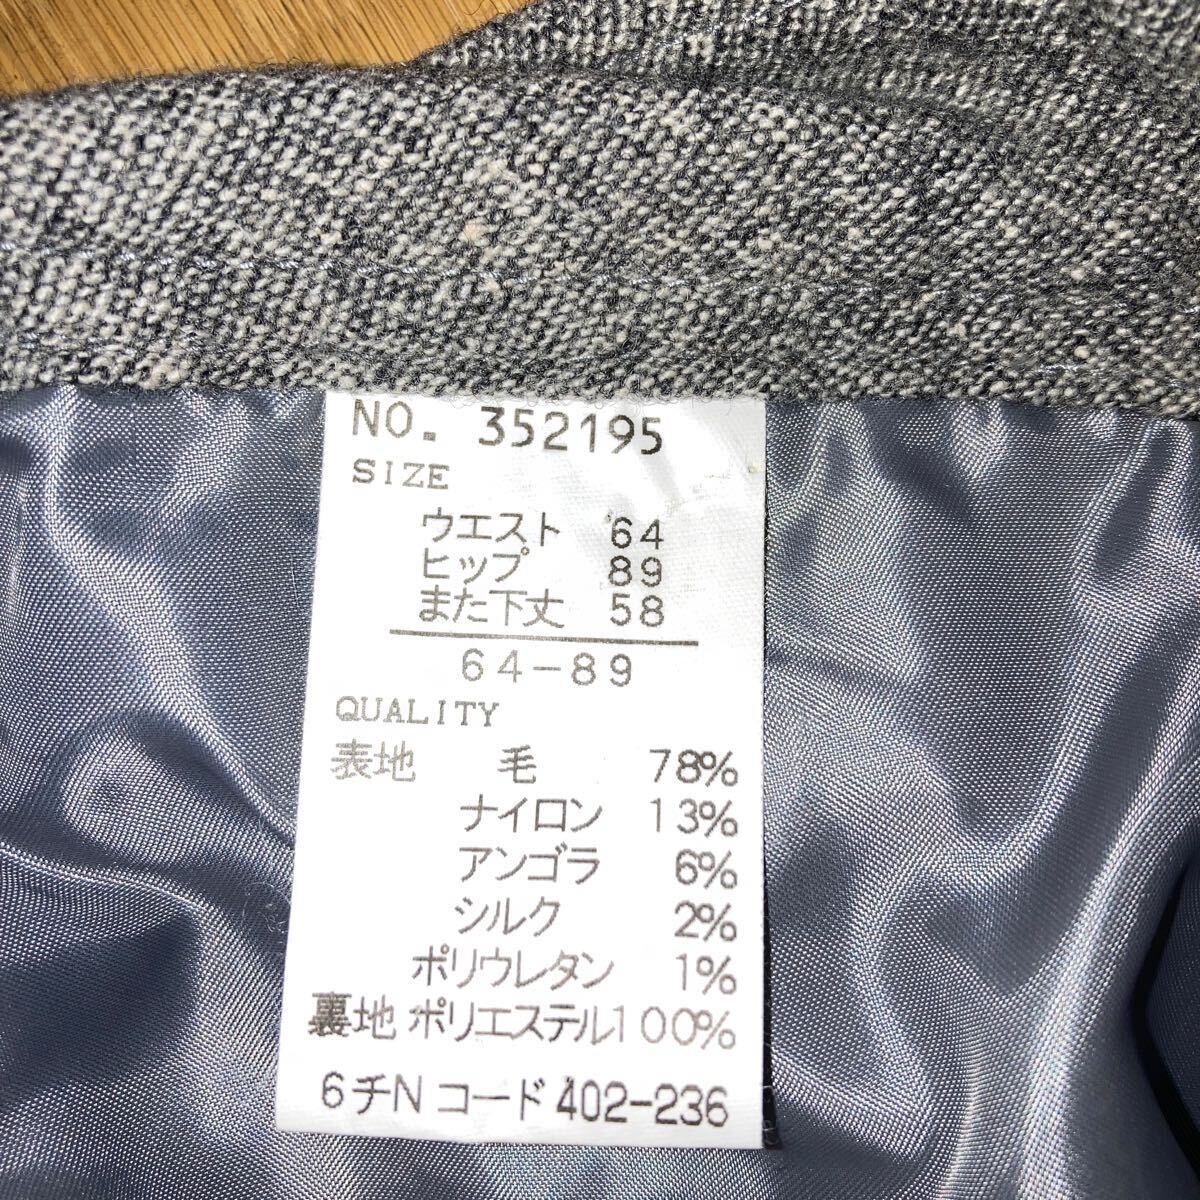 NO. 352195
SIZE
ウエスト 64
ヒップ 89
また下丈 58
64-89
QUALITY
表地 毛 78%
ナイロン 13%
アンゴラ 6%
シルク 2%
ポリウレタン 1%
裏地 ポリエステル100%
6チN コード 402-236